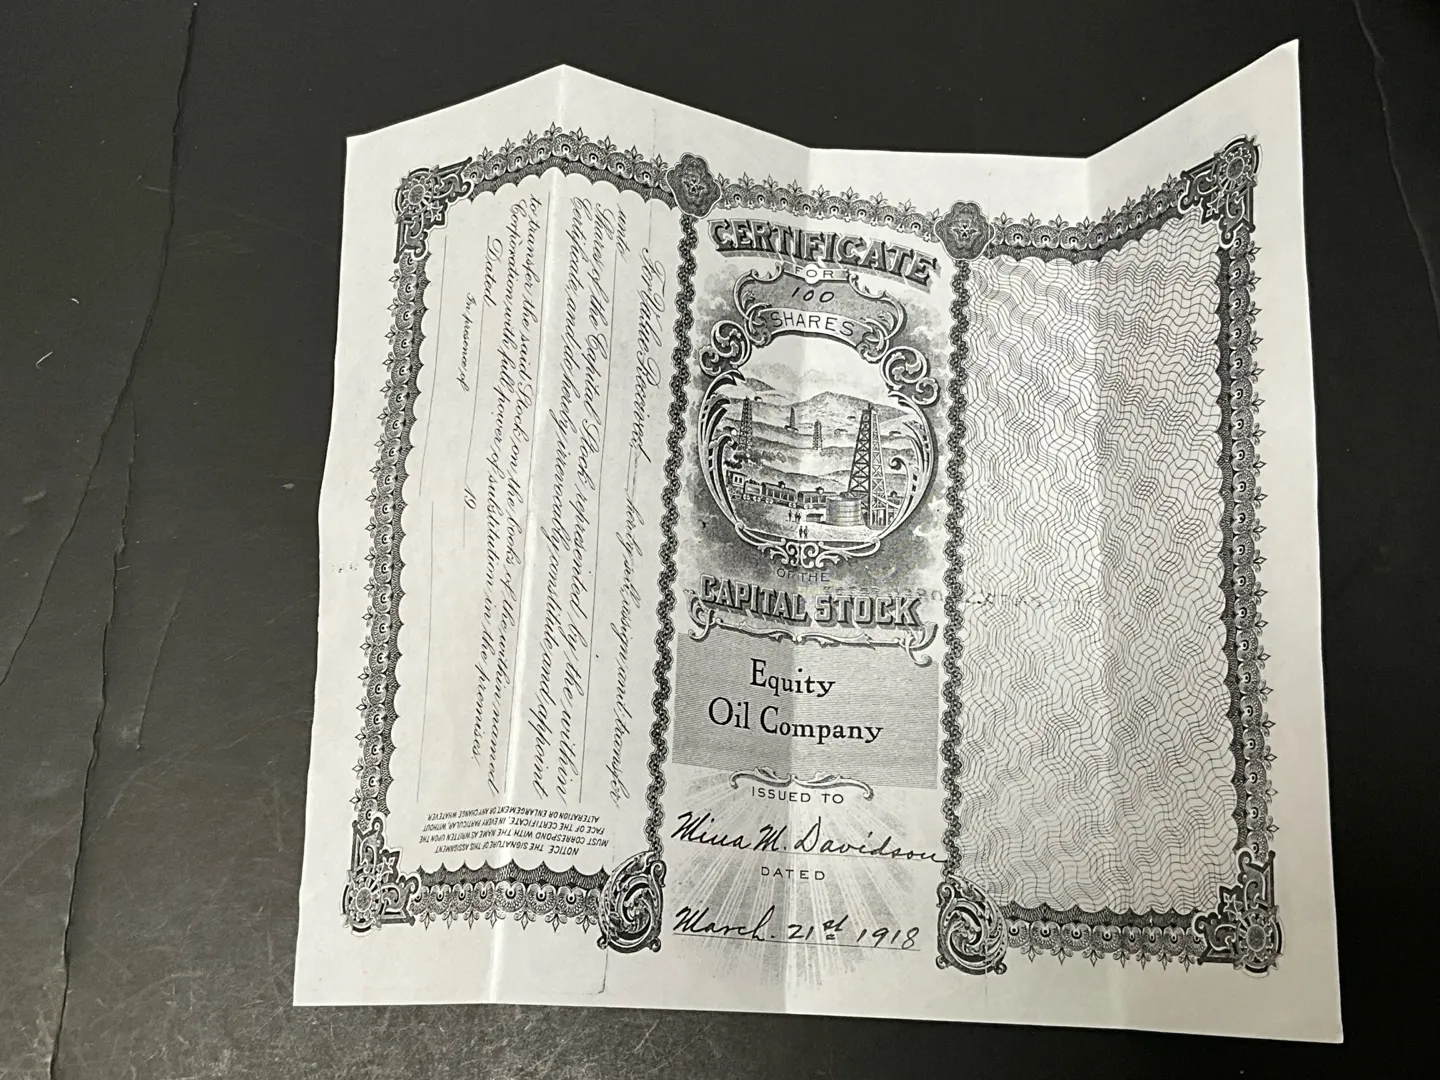 For Value Received hereby sell, assign and transfer
unto
Shares of the Capital Stock represented by the within
Certificate, and do hereby irrevocably constitute and appoint
to transfer the said Stock on the books of the within named
Corporation with full power of substitution in the premises.
Dated 19
In presence of
NOTICE. THE SIGNATURE OF THIS ASSIGNMENT
MUST CORRESPOND WITH THE NAME AS WRITTEN UPON THE
FACE OF THE CERTIFICATE, IN EVERY PARTICULAR, WITHOUT
ALTERATION OR ENLARGEMENT OR ANY CHANGE WHATEVER
CERTIFICATE
FOR
100
SHARES
OF THE
CAPITAL STOCK
Equity
Oil Company
ISSUED TO
Mina M. Davidson
DATED
March. 21st 1918